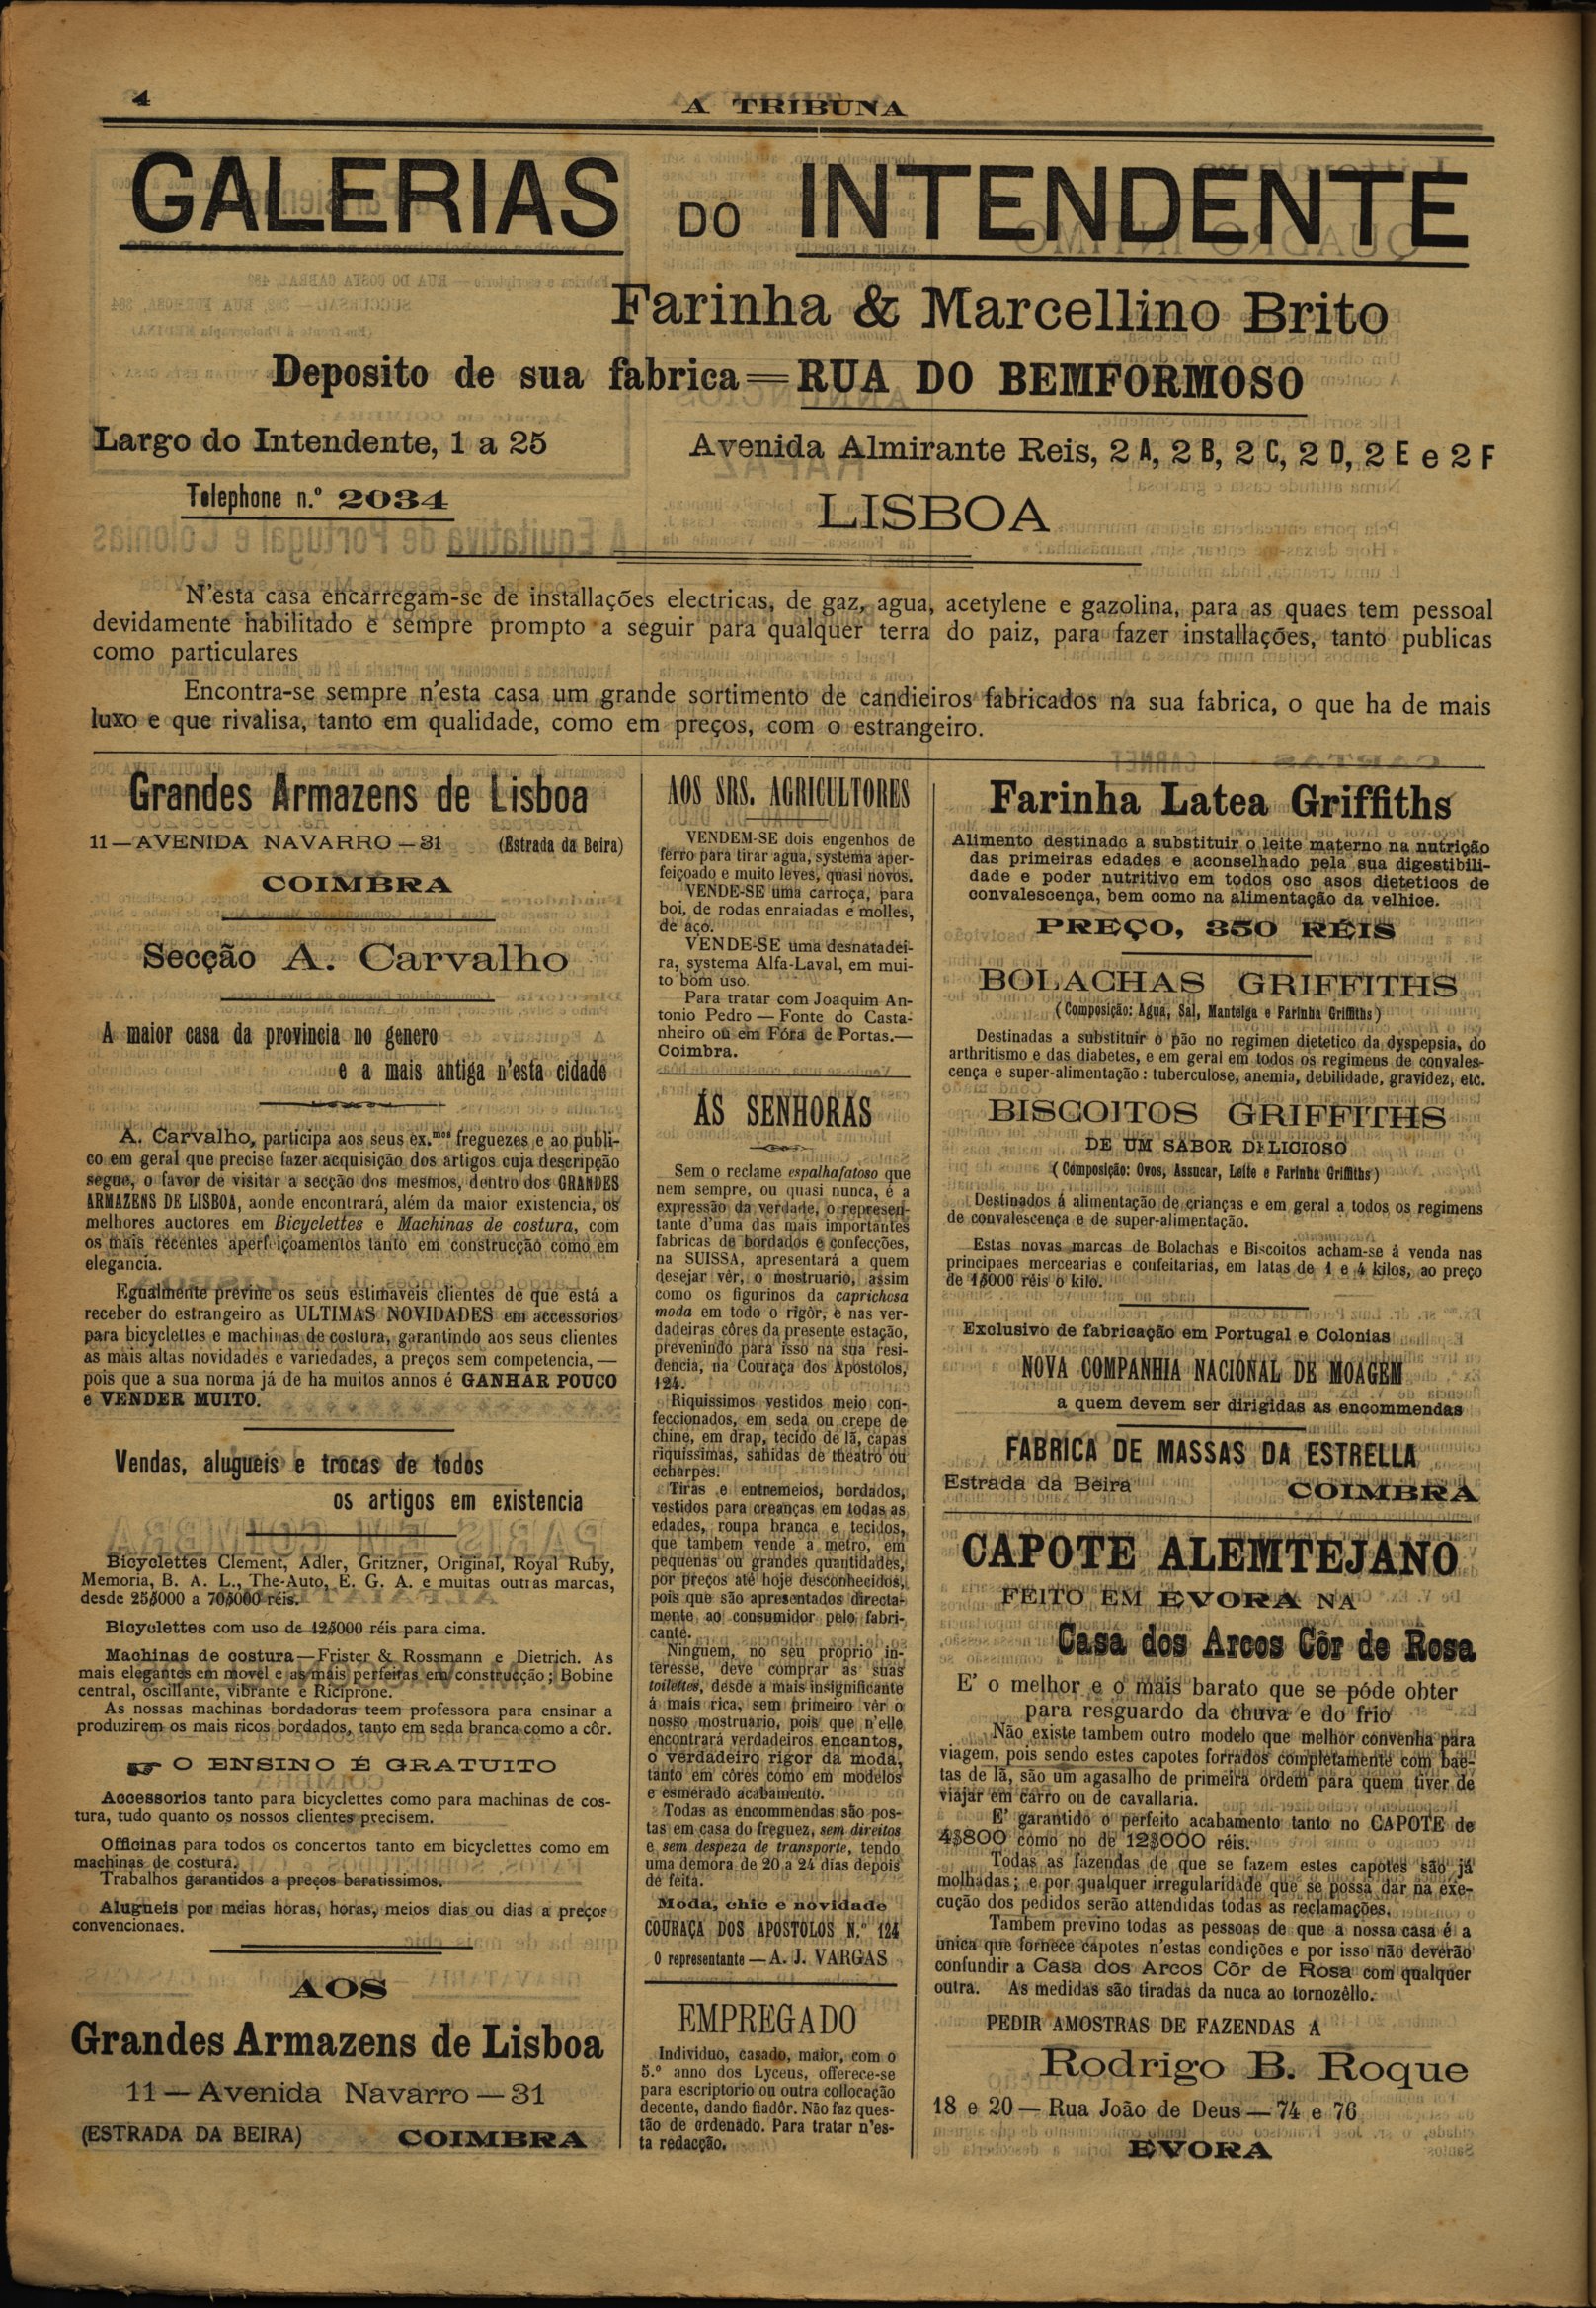 4
A TRIBUNA
GALERIAS DO INTENDENTE
Farinha & Marcellino Brito
Deposito de sua fabrica=RUA DO BEMFORMOSO
Largo do Intendente, 1 a 25
Avenida Almirante Reis, 2 A, 2 B, 2 C, 2 D, 2 E e 2 F
Telephone n.º 2034
LISBOA
N'esta casa encarregam-se de installações electricas, de gaz, agua, acetylene e gazolina, para as quaes tem pessoal
devidamente habilitado e sempre prompto a seguir para qualquer terra do paiz, para fazer installações, tanto publicas
como particulares
Encontra-se sempre n'esta casa um grande sortimento de candieiros fabricados na sua fabrica, o que ha de mais
luxo e que rivalisa, tanto em qualidade, como em preços, com o estrangeiro.
Grandes Armazens de Lisboa
11—AVENIDA NAVARRO—31 (Estrada da Beira)
COIMBRA
Secção A. Carvalho
A maior casa da provincia no genero
e a mais antiga n'esta cidade
A. Carvalho, participa aos seus ex.mos freguezes e ao publi-
co em geral que precise fazer acquisição dos artigos cuja descripção
segue, o favor de visitar a secção dos mesmos, dentro dos GRANDES
ARMAZENS DE LISBOA, aonde encontrará, além da maior existencia, os
melhores auctores em Bicyclettes e Machinas de costura, com
os mais recentes aperfeiçoamentos tanto em construcção como em
elegancia.
Egualmente previne os seus estimaveis clientes de que está a
receber do estrangeiro as ULTIMAS NOVIDADES em accessorios
para bicyclettes e machinas de costura, garantindo aos seus clientes
as mais altas novidades e variedades, a preços sem competencia,—
pois que a sua norma já de ha muitos annos é GANHAR POUCO
e VENDER MUITO.
Vendas, alugueis e trocas de todos
os artigos em existencia
Bicyclettes Clement, Adler, Gritzner, Original, Royal Ruby,
Memoria, B. A. L., The-Auto, E. G. A. e muitas outras marcas,
desde 25$000 a 70$000 réis.
Bicyclettes com uso de 12$000 réis para cima.
Machinas de costura—Frister & Rossmann e Dietrich. As
mais elegantes em movel e as mais perfeitas em construcção; Bobine
central, oscillante, vibrante e Riciprone.
As nossas machinas bordadoras teem professora para ensinar a
produzirem os mais ricos bordados, tanto em seda branca como a côr.
☛ O ENSINO É GRATUITO
Accessorios tanto para bicyclettes como para machinas de cos-
tura, tudo quanto os nossos clientes precisem.
Officinas para todos os concertos tanto em bicyclettes como em
machinas de costura.
Trabalhos garantidos a preços baratissimos.
Alugueis por meias horas, horas, meios dias ou dias a preços
convencionaes.
AOS
Grandes Armazens de Lisboa
11—Avenida Navarro—31
(ESTRADA DA BEIRA) COIMBRA
AOS SRS. AGRICULTORES
VENDEM-SE dois engenhos de
ferro para tirar agua, systema aper-
feiçoado e muito leves, quasi novos.
VENDE-SE uma carroça, para
boi, de rodas enraiadas e molles,
de aço.
VENDE-SE uma desnatadei-
ra, systema Alfa-Laval, em mui-
to bom uso.
Para tratar com Joaquim An-
tonio Pedro—Fonte do Casta-
nheiro ou em Fóra de Portas.—
Coimbra.
ÁS SENHORAS
Sem o reclame espalhafatoso que
nem sempre, ou quasi nunca, é a
expressão da verdade, o represen-
tante d'uma das mais importantes
fabricas de bordados e confecções,
na SUISSA, apresentará a quem
desejar vêr, o mostruario, assim
como os figurinos da caprichosa
moda em todo o rigôr, e nas ver-
dadeiras côres da presente estação,
prevenindo para isso na sua resi-
dencia, na Couraça dos Apostolos,
124.
Riquissimos vestidos meio con-
feccionados, em seda ou crepe de
chine, em drap, tecido de lã, capas
riquissimas, sahidas de theatro ou
echarpes.
Tiras e entremeios, bordados,
vestidos para creanças em todas as
edades, roupa branca e tecidos,
que tambem vende a metro, em
pequenas ou grandes quantidades,
por preços até hoje desconhecidos,
pois que são apresentados directa-
mente ao consumidor pelo fabri-
cante.
Ninguem, no seu proprio in-
teresse, deve comprar as suas
toilettes, desde a mais insignificante
á mais rica, sem primeiro vêr o
nosso mostruario, pois que n'elle
encontrará verdadeiros encantos,
o verdadeiro rigor da moda,
tanto em côres como em modelos
e esmerado acabamento.
Todas as encommendas são pos-
tas em casa do freguez, sem direitos
e sem despeza de transporte, tendo
uma demora de 20 a 24 dias depois
de feita.
Moda, chic e novidade
COURAÇA DOS APOSTOLOS N.º 124
O representante—A. J. VARGAS
EMPREGADO
Individuo, casado, maior, com o
5.º anno dos Lyceus, offerece-se
para escriptorio ou outra collocação
decente, dando fiadôr. Não faz ques-
tão de ordenado. Para tratar n'es-
ta redacção.
Farinha Latea Griffiths
Alimento destinado a substituir o leite materno na nutrição
das primeiras edades e aconselhado pela sua digestibili-
dade e poder nutritivo em todos osc asos dieteticos de
convalescença, bem como na alimentação da velhice.
PREÇO, 350 RÉIS
BOLACHAS GRIFFITHS
(Composição: Agua, Sal, Manteiga e Farinha Griffiths)
Destinadas a substituir o pão no regimen dietetico da dyspepsia, do
arthritismo e das diabetes, e em geral em todos os regimens de convales-
cença e super-alimentação: tuberculose, anemia, debilidade, gravidez, etc.
BISCOITOS GRIFFITHS
DE UM SABOR DILICIOSO
(Composição: Ovos, Assucar, Leite e Farinha Griffiths)
Destinados á alimentação de crianças e em geral a todos os regimens
de convalescença e de super-alimentação.
Estas novas marcas de Bolachas e Biscoitos acham-se á venda nas
principaes mercearias e confeitarias, em latas de 1 e 4 kilos, ao preço
de 1$000 réis o kilo.
Exclusivo de fabricação em Portugal e Colonias
NOVA COMPANHIA NACIONAL DE MOAGEM
a quem devem ser dirigidas as encommendas
FABRICA DE MASSAS DA ESTRELLA
Estrada da Beira COIMBRA
CAPOTE ALEMTEJANO
FEITO EM EVORA NA
Casa dos Arcos Côr de Rosa
E' o melhor e o mais barato que se póde obter
para resguardo da chuva e do frio
Não existe tambem outro modelo que melhor convenha para
viagem, pois sendo estes capotes forrados completamente com bae-
tas de lã, são um agasalho de primeira ordem para quem tiver de
viajar em carro ou de cavallaria.
E' garantido o perfeito acabamento tanto no CAPOTE de
4$800 como no de 12$000 réis.
Todas as fazendas de que se fazem estes capotes são já
molhadas; e por qualquer irregularidade que se possa dar na exe-
cução dos pedidos serão attendidas todas as reclamações.
Tambem previno todas as pessoas de que a nossa casa é a
unica que fornece capotes n'estas condições e por isso não deverão
confundir a Casa dos Arcos Côr de Rosa com qualquer
outra. As medidas são tiradas da nuca ao tornozêllo.
PEDIR AMOSTRAS DE FAZENDAS A
Rodrigo B. Roque
18 e 20—Rua João de Deus—74 e 76
EVORA